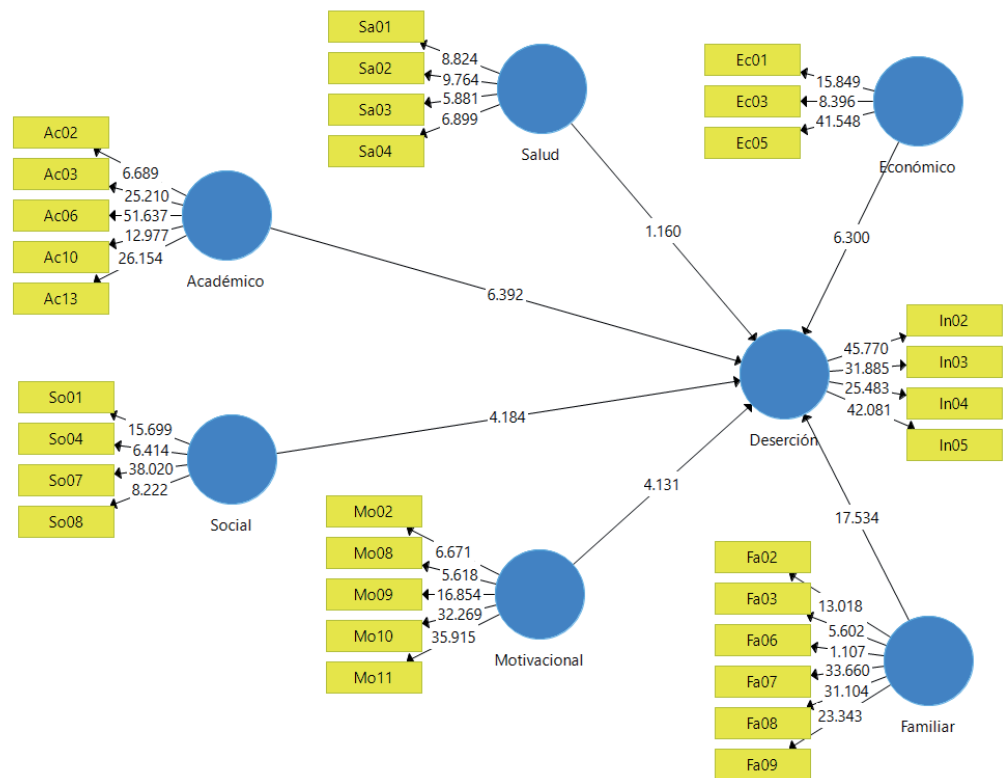 Sa01
Sa02
Sa03
Sa04
8.824
9.764
5.881
6.899
Salud
Ec01
Ec03
Ec05
15.849
8.396
41.548
Económico
Ac02
Ac03
Ac06
Ac10
Ac13
6.689
25.210
51.637
12.977
26.154
Académico
1.160
6.300
6.392
In02
In03
In04
In05
45.770
31.885
25.483
42.081
Deserción
So01
So04
So07
So08
15.699
6.414
38.020
8.222
Social
4.184
4.131
17.534
Mo02
Mo08
Mo09
Mo10
Mo11
6.671
5.618
16.854
32.269
35.915
Motivacional
Fa02
Fa03
Fa06
Fa07
Fa08
Fa09
13.018
5.602
1.107
33.660
31.104
23.343
Familiar